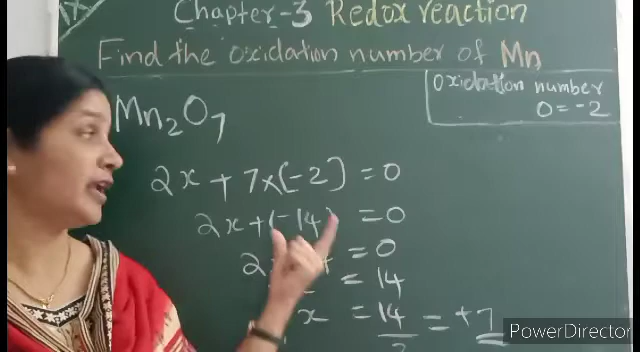 Chapter-3 Redox reaction
Find the oxidation number of Mn
Oxidation number
O = -2
Mn₂O₇
2x + 7×(-2) = 0
2x + (-14) = 0
= 0
= 14
x = 14 = +7
PowerDirector